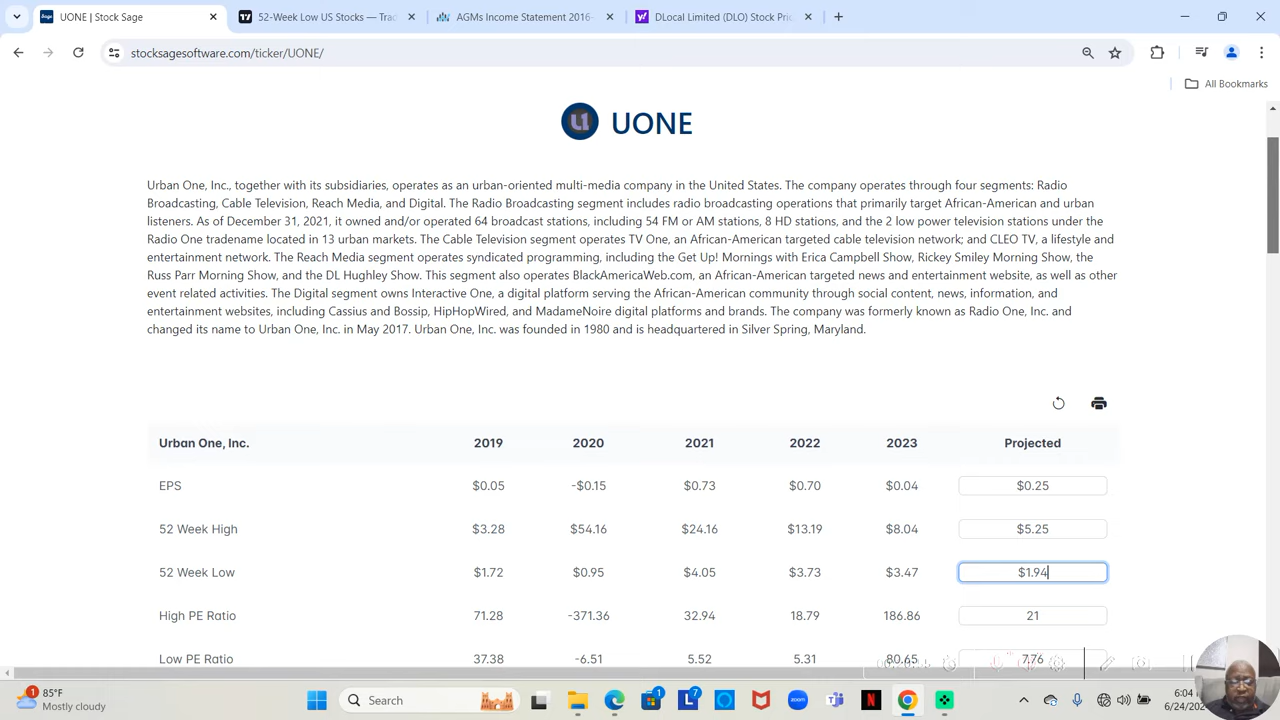 UONE | Stock Sage
52-Week Low US Stocks — Tra
AGMs Income Statement 2016-
DLocal Limited (DLO) Stock Pric
stocksagesoftware.com/ticker/UONE/
All Bookmarks
UONE
Urban One, Inc., together with its subsidiaries, operates as an urban-oriented multi-media company in the United States. The company operates through four segments: Radio
Broadcasting, Cable Television, Reach Media, and Digital. The Radio Broadcasting segment includes radio broadcasting operations that primarily target African-American and urban
listeners. As of December 31, 2021, it owned and/or operated 64 broadcast stations, including 54 FM or AM stations, 8 HD stations, and the 2 low power television stations under the
Radio One tradename located in 13 urban markets. The Cable Television segment operates TV One, an African-American targeted cable television network; and CLEO TV, a lifestyle and
entertainment network. The Reach Media segment operates syndicated programming, including the Get Up! Mornings with Erica Campbell Show, Rickey Smiley Morning Show, the
Russ Parr Morning Show, and the DL Hughley Show. This segment also operates BlackAmericaWeb.com, an African-American targeted news and entertainment website, as well as other
event related activities. The Digital segment owns Interactive One, a digital platform serving the African-American community through social content, news, information, and
entertainment websites, including Cassius and Bossip, HipHopWired, and MadameNoire digital platforms and brands. The company was formerly known as Radio One, Inc. and
changed its name to Urban One, Inc. in May 2017. Urban One, Inc. was founded in 1980 and is headquartered in Silver Spring, Maryland.
Urban One, Inc. 2019 2020 2021 2022 2023 Projected
EPS $0.05 -$0.15 $0.73 $0.70 $0.04 $0.25
52 Week High $3.28 $54.16 $24.16 $13.19 $8.04 $5.25
52 Week Low $1.72 $0.95 $4.05 $3.73 $3.47 $1.94
High PE Ratio 71.28 -371.36 32.94 18.79 186.86 21
Low PE Ratio 37.38 -6.51 5.52 5.31 80.65 7.76
85°F
Mostly cloudy
Search
6:04
6/24/